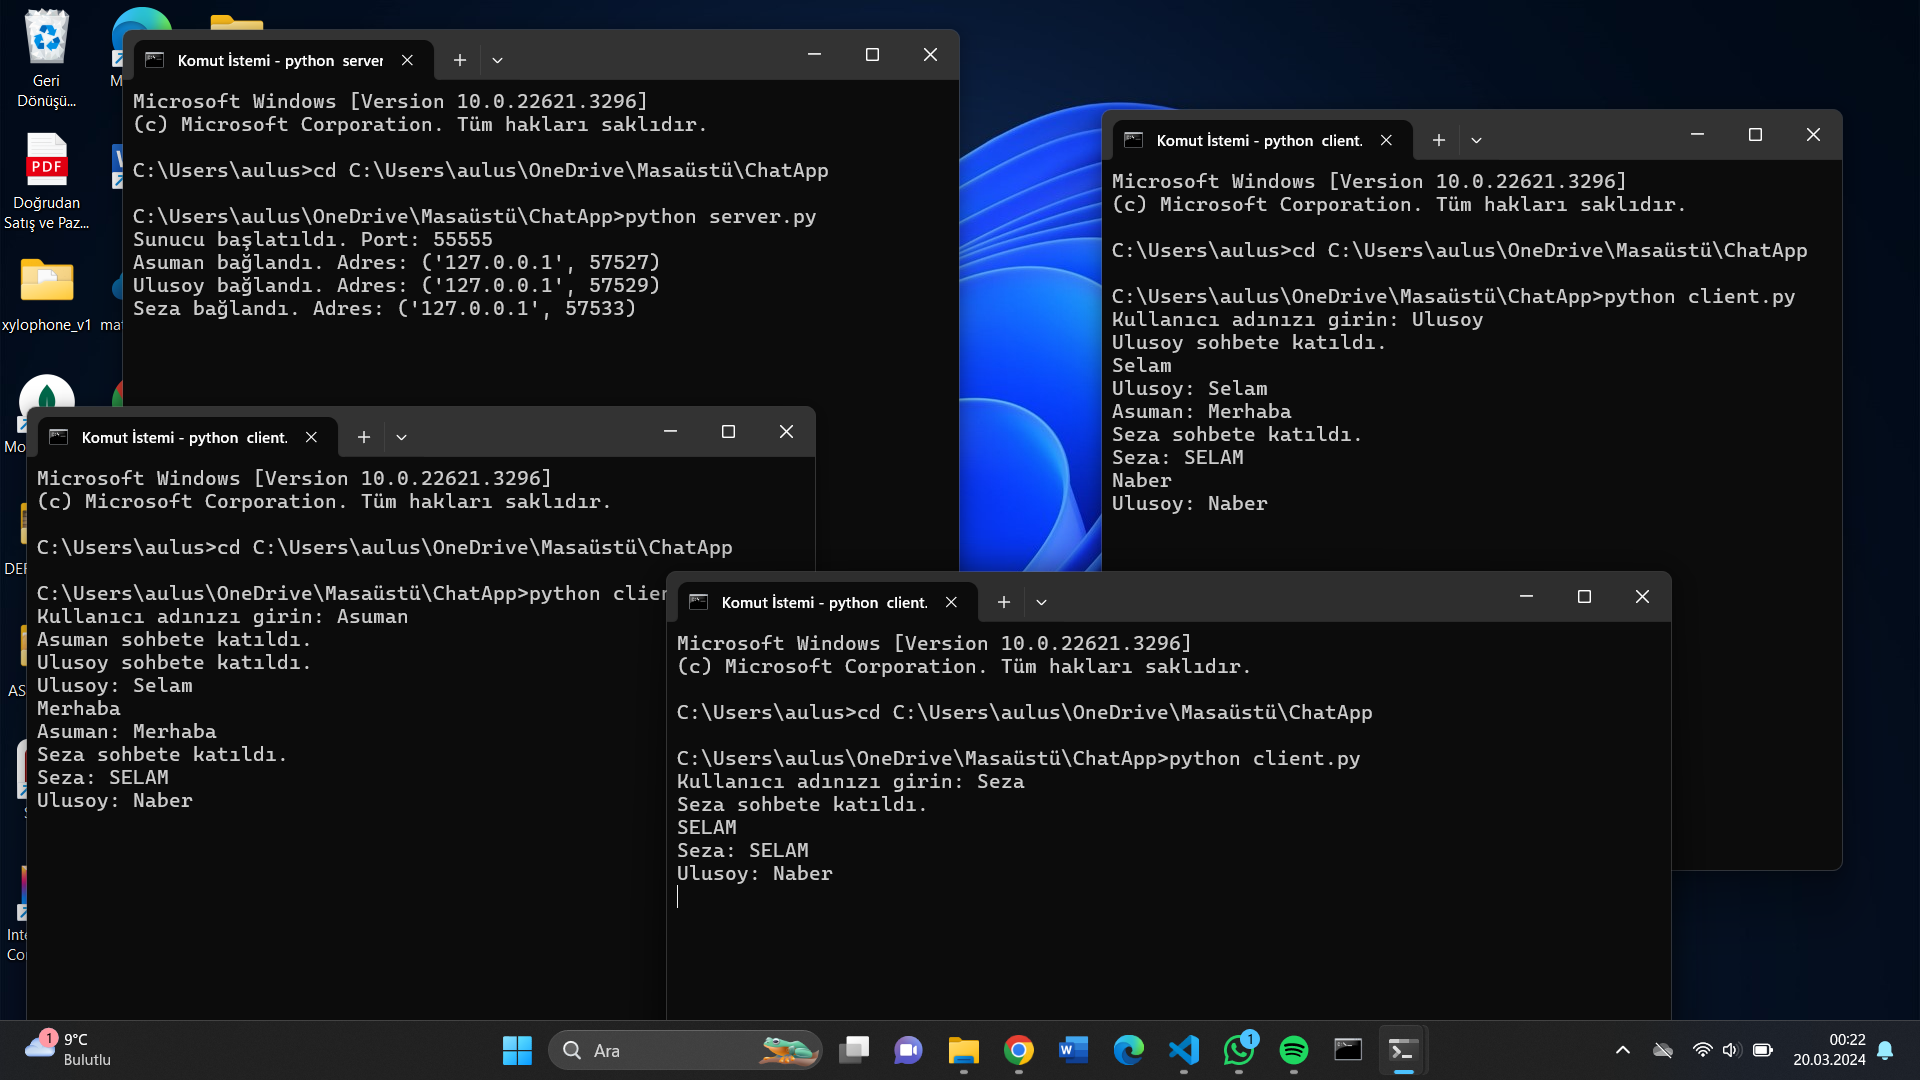 Geri
Dönüşü...
Doğrudan
Satış ve Paz...
xylophone_v1
Komut İstemi - python  server
Microsoft Windows [Version 10.0.22621.3296]
(c) Microsoft Corporation. Tüm hakları saklıdır.
C:\Users\aulus>cd C:\Users\aulus\OneDrive\Masaüstü\ChatApp
C:\Users\aulus\OneDrive\Masaüstü\ChatApp>python server.py
Sunucu başlatıldı. Port: 55555
Asuman bağlandı. Adres: ('127.0.0.1', 57527)
Ulusoy bağlandı. Adres: ('127.0.0.1', 57529)
Seza bağlandı. Adres: ('127.0.0.1', 57533)
Komut İstemi - python  client.
Microsoft Windows [Version 10.0.22621.3296]
(c) Microsoft Corporation. Tüm hakları saklıdır.
C:\Users\aulus>cd C:\Users\aulus\OneDrive\Masaüstü\ChatApp
C:\Users\aulus\OneDrive\Masaüstü\ChatApp>python client.py
Kullanıcı adınızı girin: Ulusoy
Ulusoy sohbete katıldı.
Selam
Ulusoy: Selam
Asuman: Merhaba
Seza sohbete katıldı.
Seza: SELAM
Naber
Ulusoy: Naber
Komut İstemi - python  client.
Microsoft Windows [Version 10.0.22621.3296]
(c) Microsoft Corporation. Tüm hakları saklıdır.
C:\Users\aulus>cd C:\Users\aulus\OneDrive\Masaüstü\ChatApp
C:\Users\aulus\OneDrive\Masaüstü\ChatApp>python clien
Kullanıcı adınızı girin: Asuman
Asuman sohbete katıldı.
Ulusoy sohbete katıldı.
Ulusoy: Selam
Merhaba
Asuman: Merhaba
Seza sohbete katıldı.
Seza: SELAM
Ulusoy: Naber
Komut İstemi - python  client.
Microsoft Windows [Version 10.0.22621.3296]
(c) Microsoft Corporation. Tüm hakları saklıdır.
C:\Users\aulus>cd C:\Users\aulus\OneDrive\Masaüstü\ChatApp
C:\Users\aulus\OneDrive\Masaüstü\ChatApp>python client.py
Kullanıcı adınızı girin: Seza
Seza sohbete katıldı.
SELAM
Seza: SELAM
Ulusoy: Naber
1
9°C
Bulutlu
Ara
1
00:22
20.03.2024